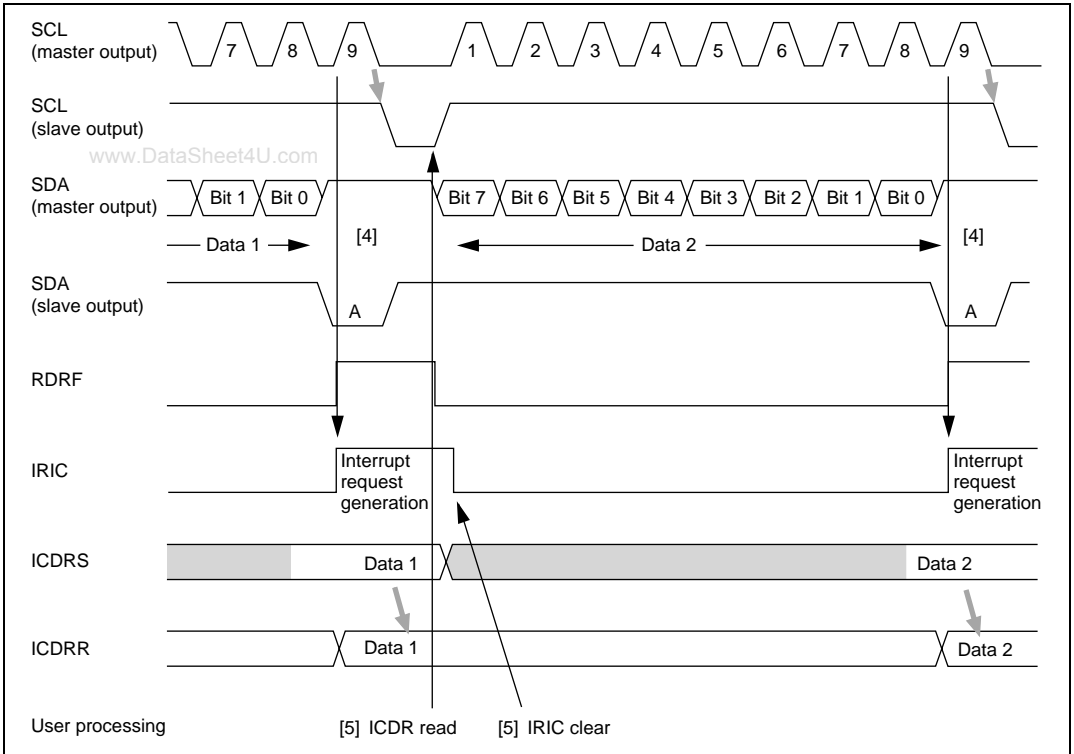 SCL
(master output)
7 8 9 1 2 3 4 5 6 7 8 9
SCL
(slave output)
www.DataSheet4U.com
SDA
(master output)
Bit 1 Bit 0 Bit 7 Bit 6 Bit 5 Bit 4 Bit 3 Bit 2 Bit 1 Bit 0
Data 1 [4] Data 2 [4]
SDA
(slave output)
A A
RDRF
IRIC
Interrupt
request
generation
Interrupt
request
generation
ICDRS
Data 1 Data 2
ICDRR
Data 1 Data 2
User processing
[5] ICDR read [5] IRIC clear